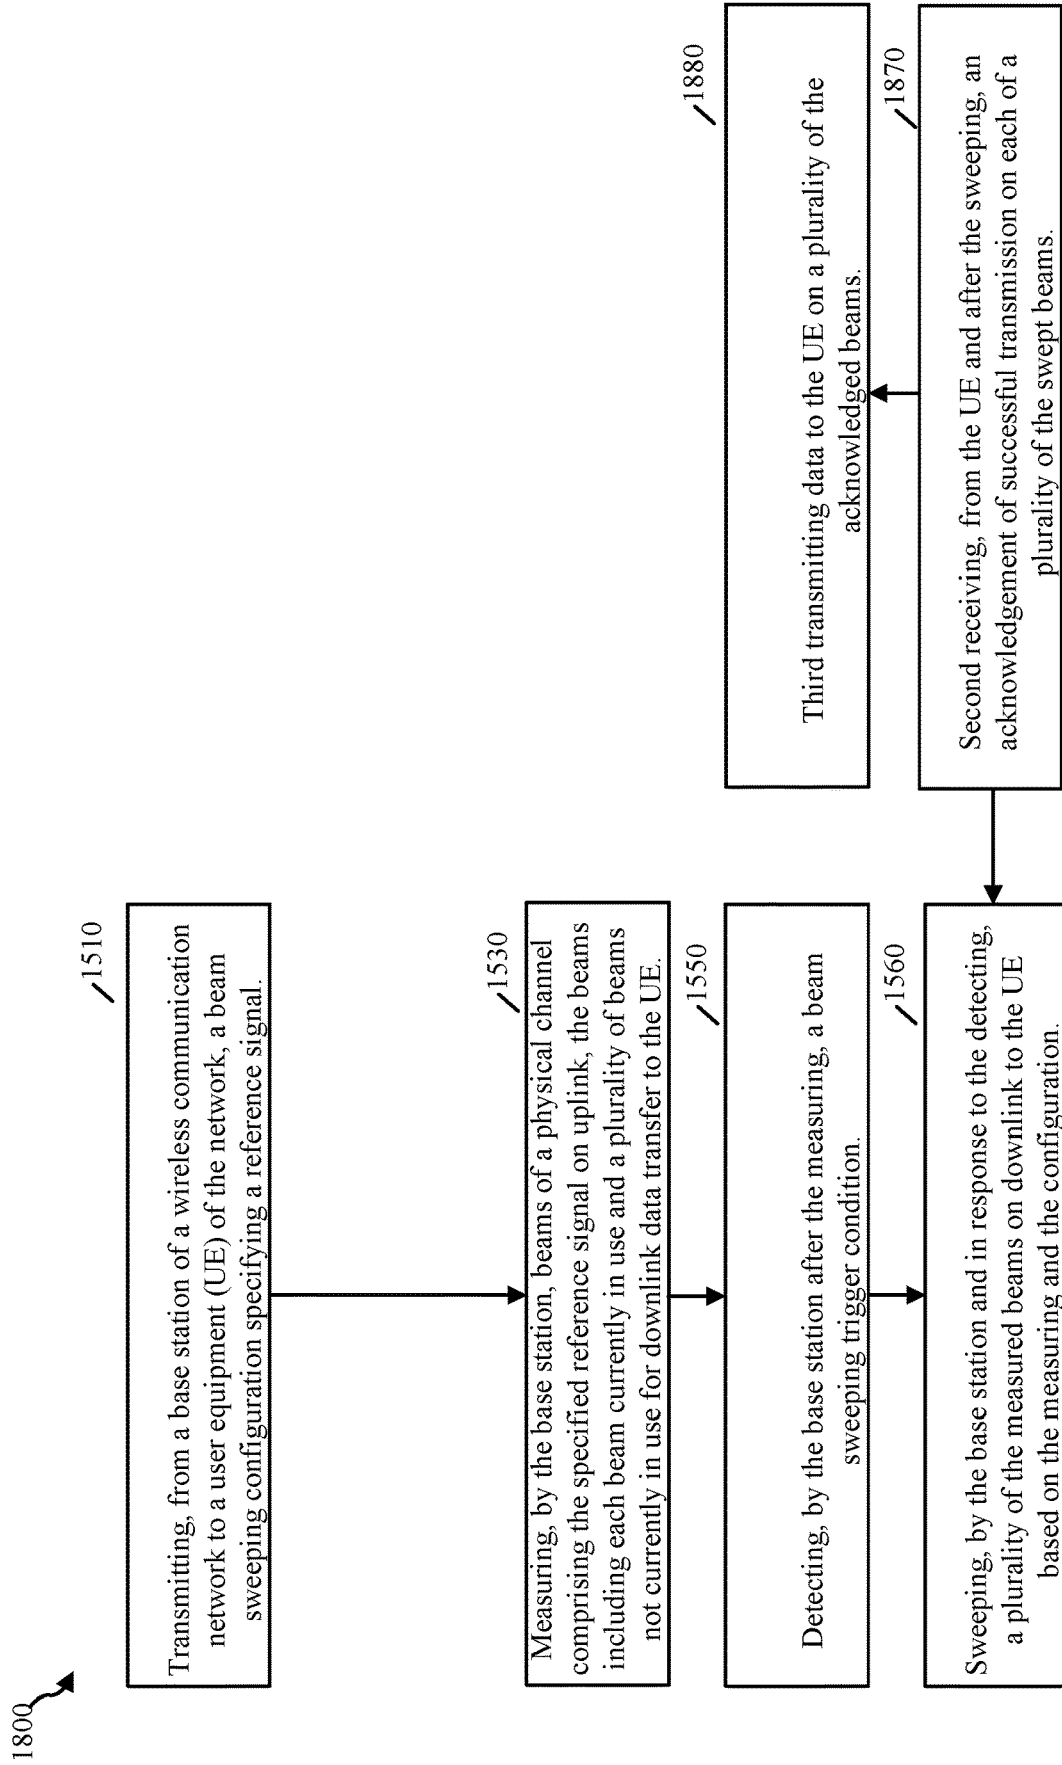 1800
1510
Transmitting, from a base station of a wireless communication
network to a user equipment (UE) of the network, a beam
sweeping configuration specifying a reference signal.
1530
Measuring, by the base station, beams of a physical channel
comprising the specified reference signal on uplink, the beams
including each beam currently in use and a plurality of beams
not currently in use for downlink data transfer to the UE.
1550
Detecting, by the base station after the measuring, a beam
sweeping trigger condition.
1560
Sweeping, by the base station and in response to the detecting,
a plurality of the measured beams on downlink to the UE
based on the measuring and the configuration.
1870
Second receiving, from the UE and after the sweeping, an
acknowledgement of successful transmission on each of a
plurality of the swept beams.
1880
Third transmitting data to the UE on a plurality of the
acknowledged beams.